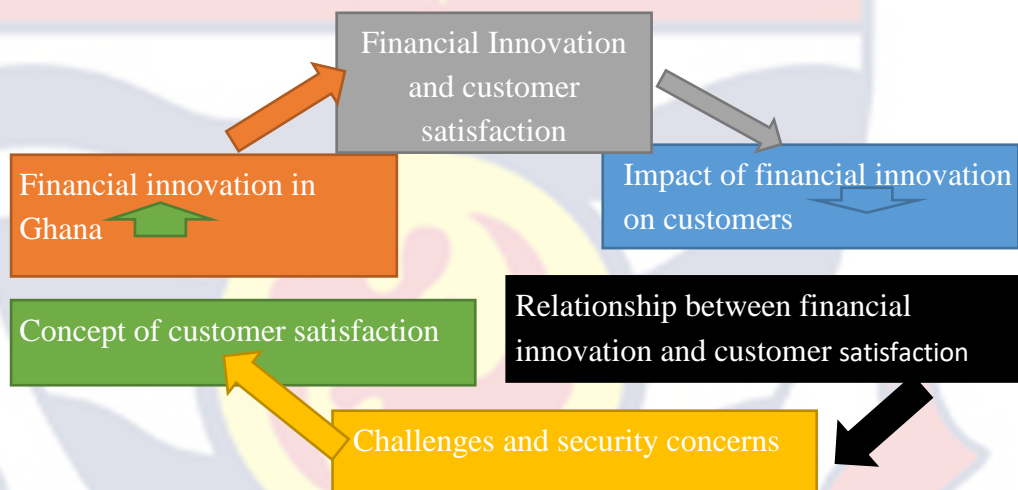 Financial Innovation
and customer
satisfaction
Financial innovation in
Ghana
Impact of financial innovation
on customers
Concept of customer satisfaction
Relationship between financial
innovation and customer satisfaction
Challenges and security concerns